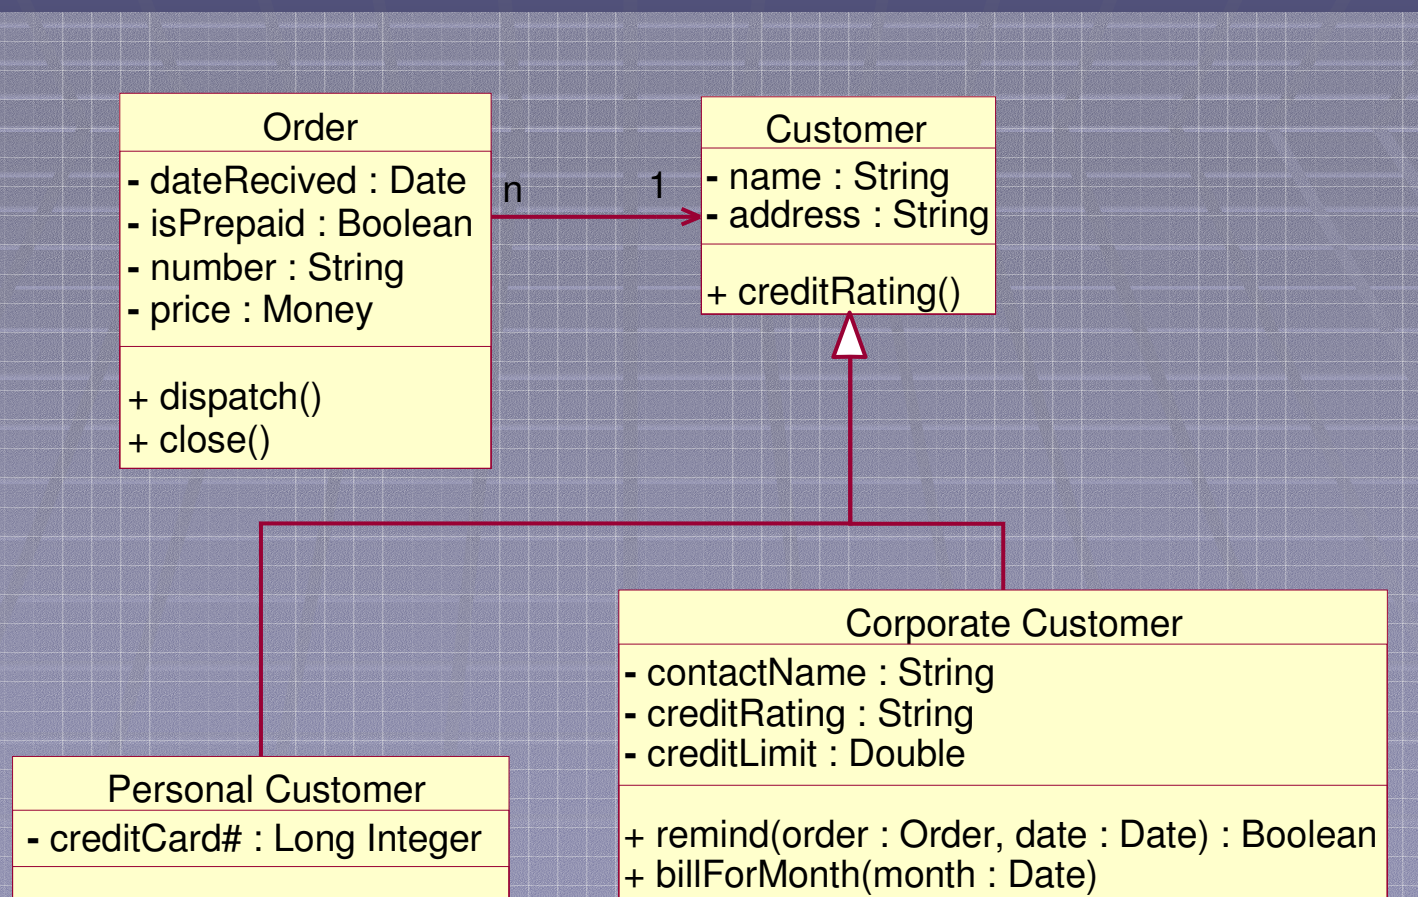 Order
- dateRecived : Date
- isPrepaid : Boolean
- number : String
- price : Money
+ dispatch()
+ close()
n
1
Customer
- name : String
- address : String
+ creditRating()
Personal Customer
- creditCard# : Long Integer
Corporate Customer
- contactName : String
- creditRating : String
- creditLimit : Double
+ remind(order : Order, date : Date) : Boolean
+ billForMonth(month : Date)